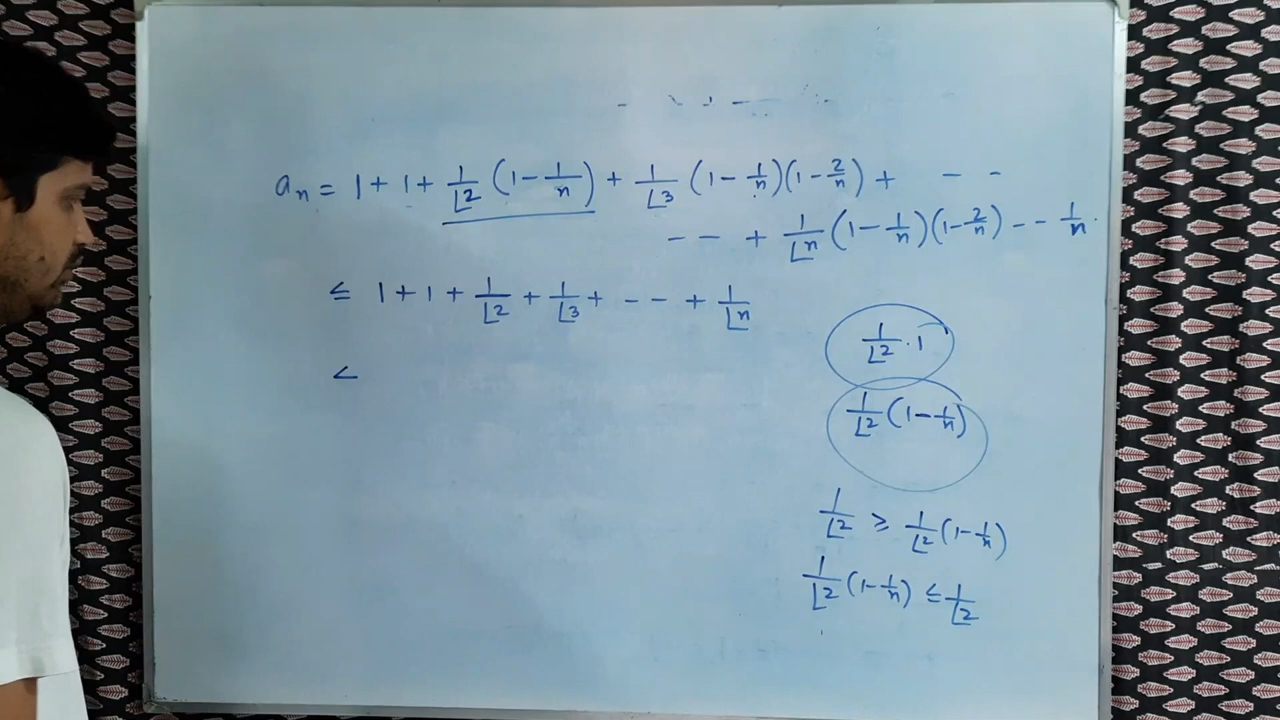 aₙ = 1 + 1 + 1/⌊2 (1 - 1/n) + 1/⌊3 (1 - 1/n)(1 - 2/n) + - -
- - + 1/⌊n (1 - 1/n)(1 - 2/n) - - 1/n.
≤ 1 + 1 + 1/⌊2 + 1/⌊3 + - - + 1/⌊n
<
1/⌊2 . 1
1/⌊2 (1 - 1/n)
1/⌊2 ≥ 1/⌊2 (1 - 1/n)
1/⌊2 (1 - 1/n) ≤ 1/⌊2